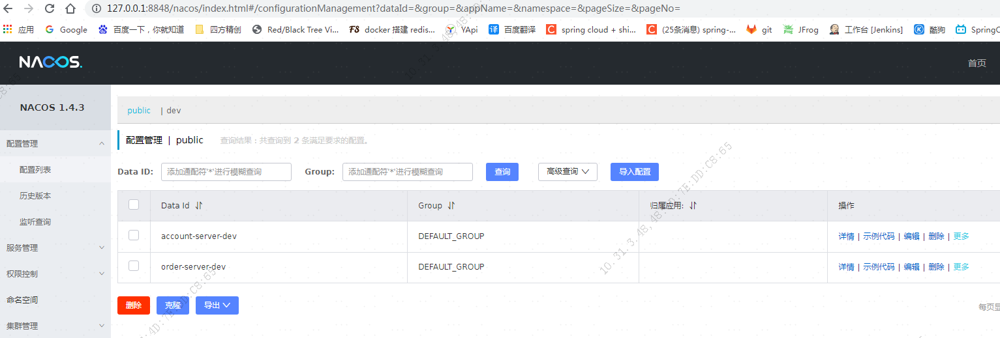 127.0.0.1:8848/nacos/index.html#/configurationManagement?dataId=&group=&appName=&namespace=&pageSize=&pageNo=
应用 Google 百度一下，你就知道 四方精创 Red/Black Tree Vi... docker 搭建 redis... YApi 百度翻译 spring cloud + shi... (25条消息) spring-... git JFrog 工作台 [Jenkins] 酷狗 SpringC
NACOS.
首页
NACOS 1.4.3
public | dev
配置管理
配置管理 | public 查询结果：共查询到 2 条满足要求的配置。
配置列表
Data ID: 添加通配符'*'进行模糊查询 Group: 添加通配符'*'进行模糊查询 查询 高级查询 导入配置
历史版本
Data Id Group 归属应用: 操作
监听查询
account-server-dev DEFAULT_GROUP 详情 | 示例代码 | 编辑 | 删除 | 更多
服务管理
order-server-dev DEFAULT_GROUP 详情 | 示例代码 | 编辑 | 删除 | 更多
权限控制
命名空间
删除 克隆 导出 每页显
集群管理
10.31.3.48,48:4D:7E:DD:C8:65